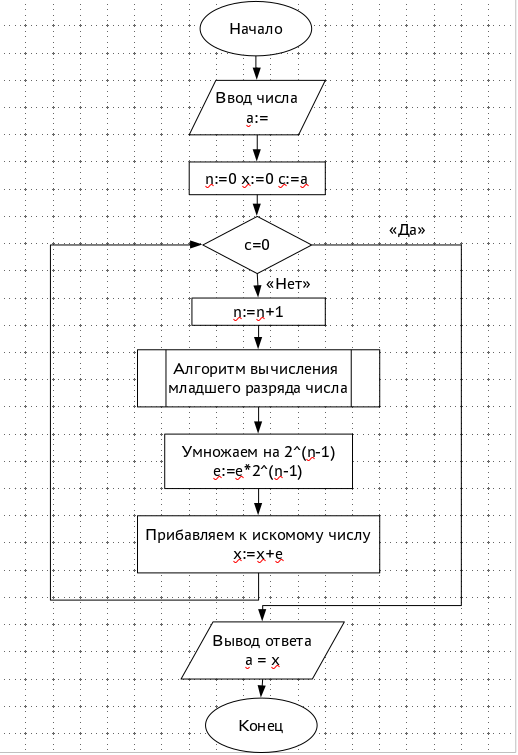 Начало
Ввод числа
a:=
n:=0 x:=0 c:=a
«Да»
c=0
«Нет»
n:=n+1
Алгоритм вычисления
младшего разряда числа
Умножаем на 2^(n-1)
e:=e*2^(n-1)
Прибавляем к искомому числу
x:=x+e
Вывод ответа
a = x
Конец